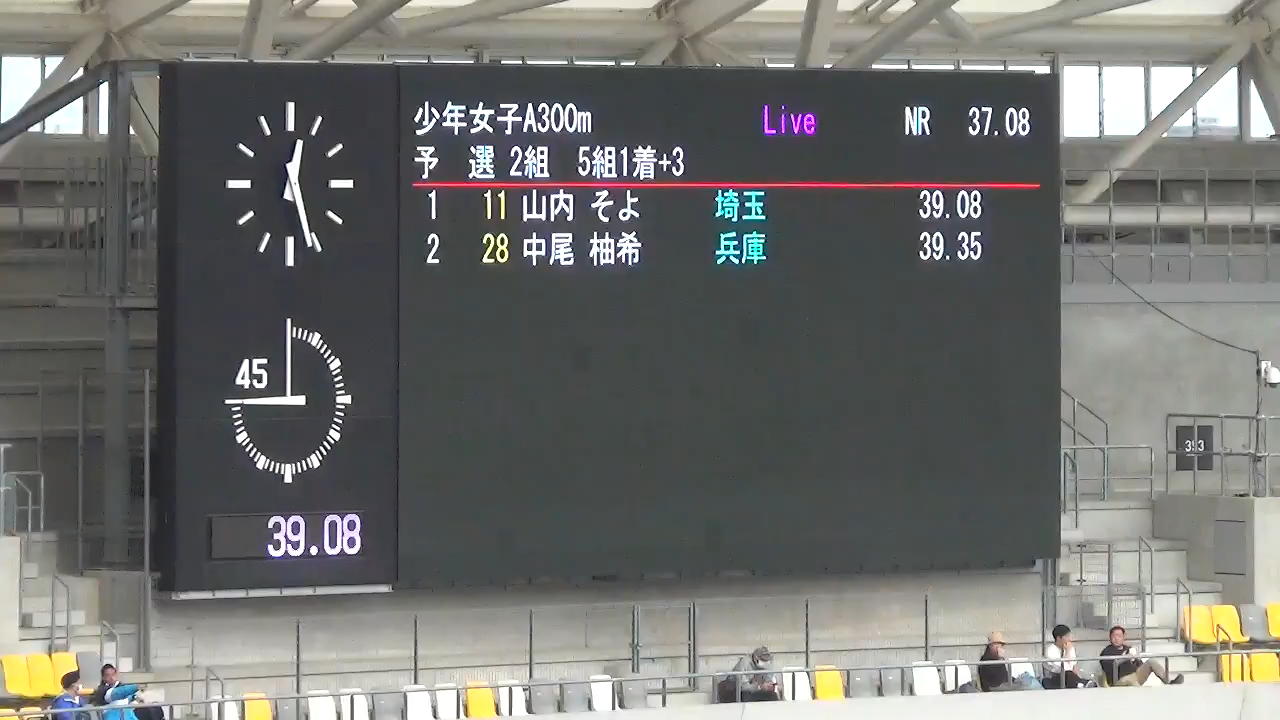 少年女子A300m Live NR 37.08
予 選 2組 5組1着+3
1 11 山内 そよ 埼玉 39.08
2 28 中尾 柚希 兵庫 39.35
45
39.08
393